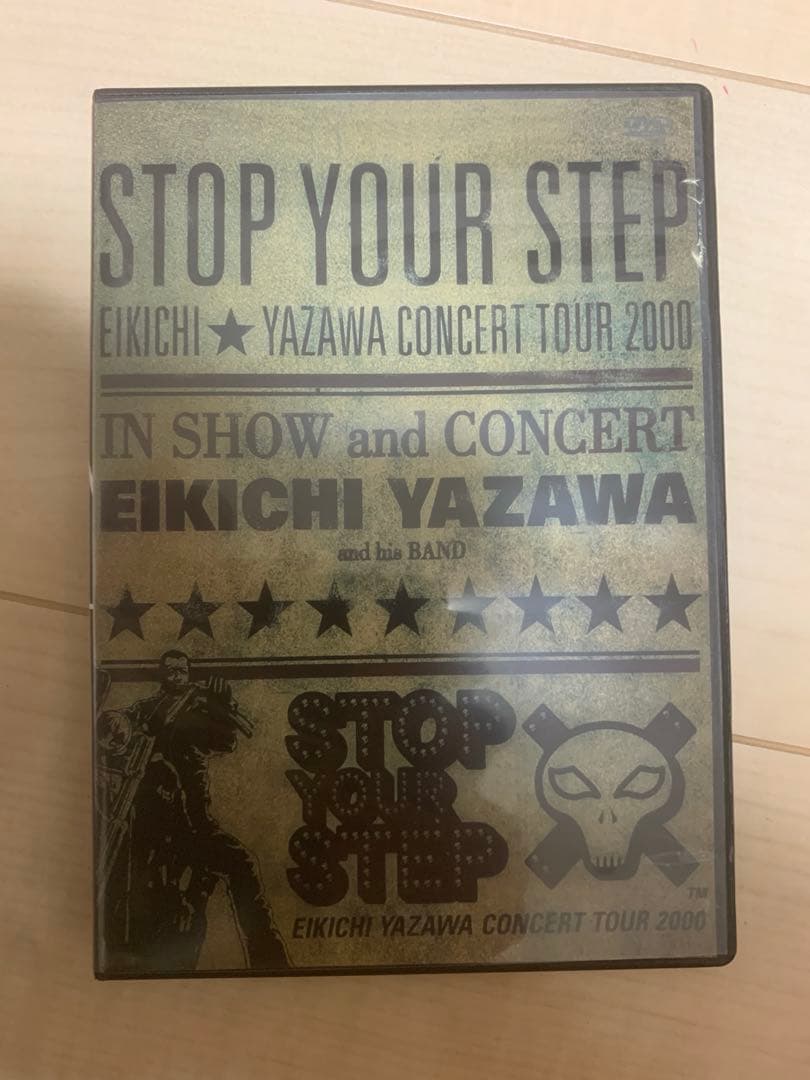 DVD
STOP YOUR STEP
EIKICHI ★ YAZAWA CONCERT TOUR 2000
IN SHOW and CONCERT
EIKICHI YAZAWA
and his BAND
★★★★★★★★★
STOP
YOUR
STEP
TM
EIKICHI YAZAWA CONCERT TOUR 2000